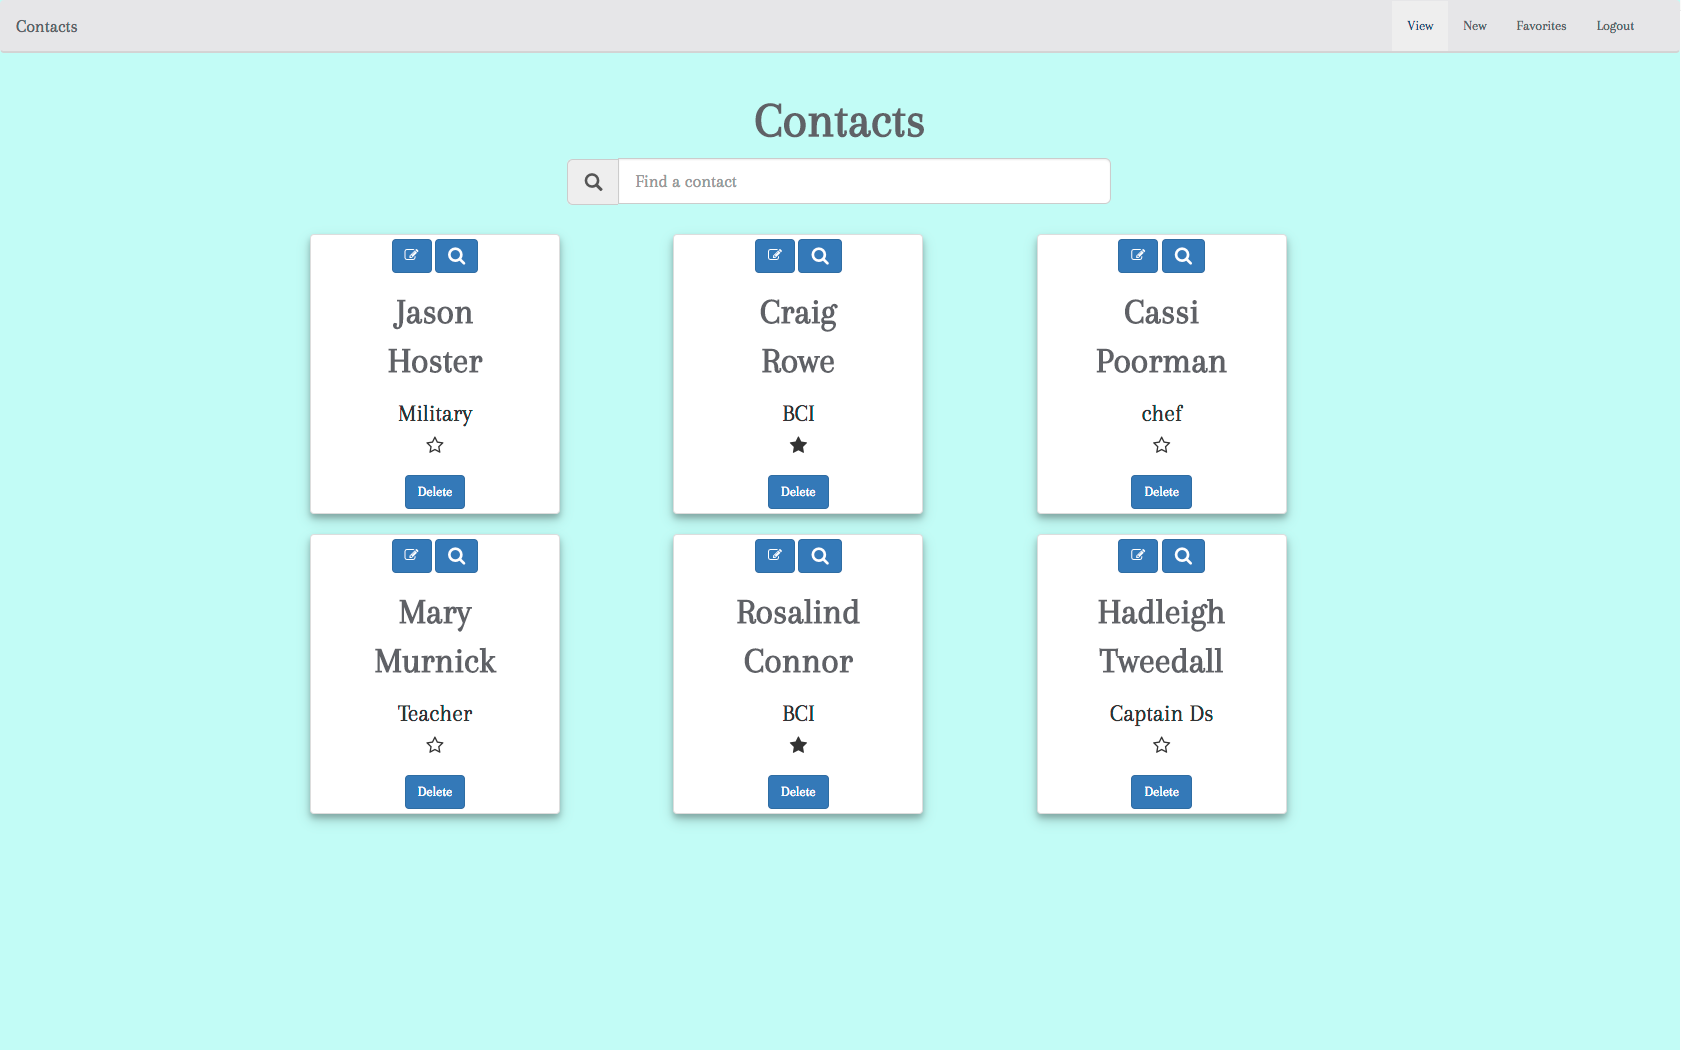 Contacts
View New Favorites Logout
Contacts
Find a contact
Jason
Hoster
Military
Delete
Craig
Rowe
BCI
Delete
Cassi
Poorman
chef
Delete
Mary
Murnick
Teacher
Delete
Rosalind
Connor
BCI
Delete
Hadleigh
Tweedall
Captain Ds
Delete